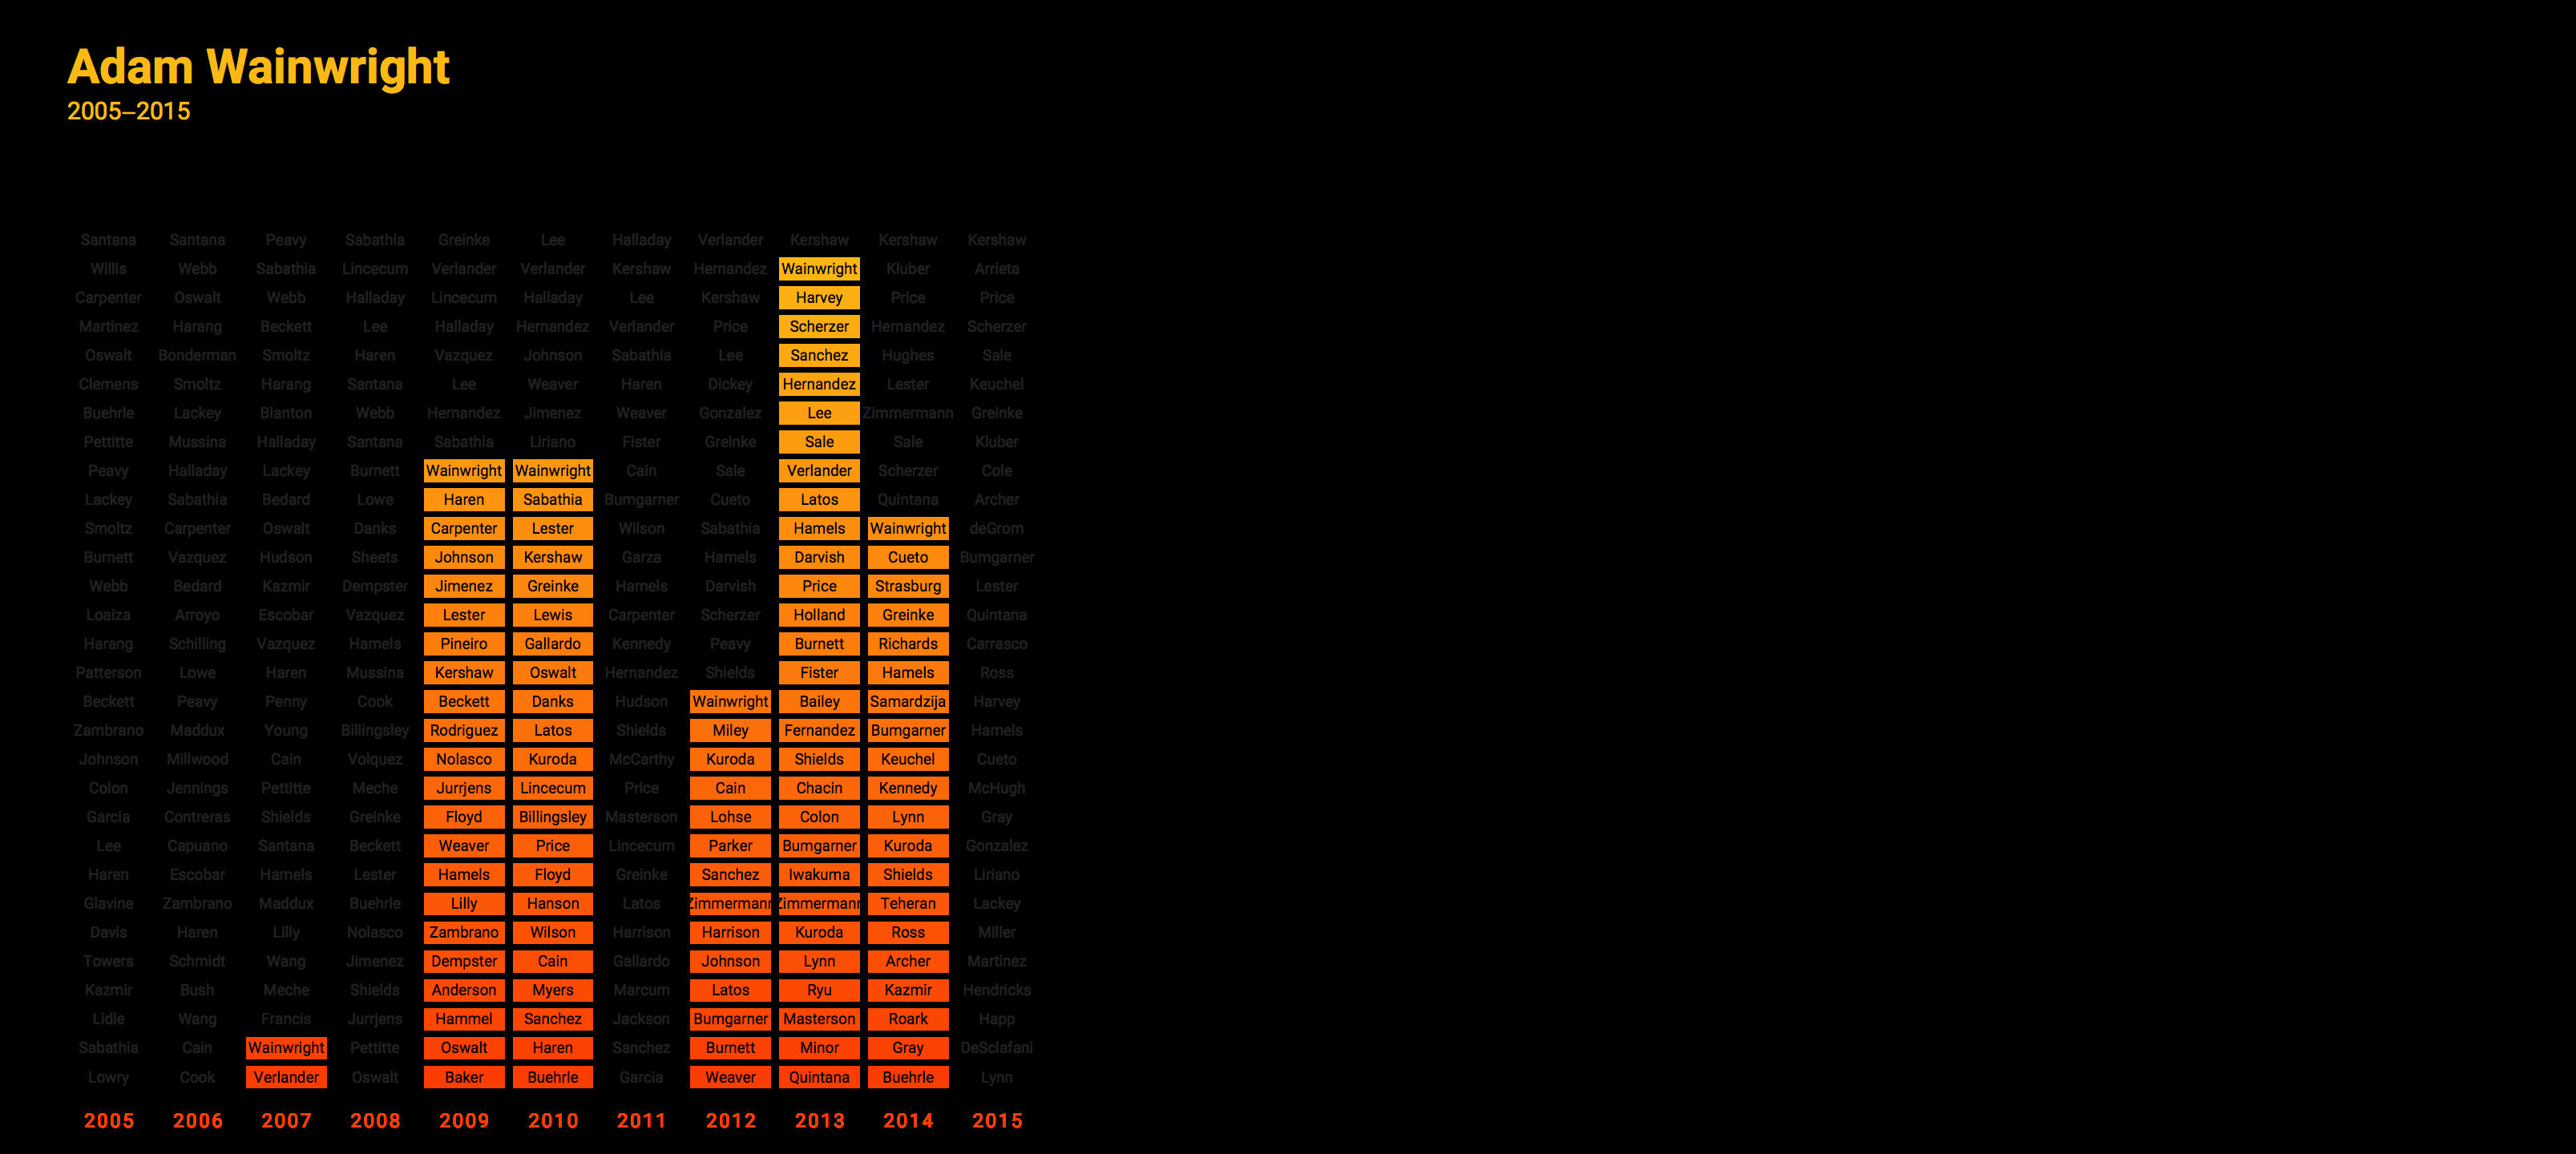 Adam Wainwright
2005–2015
Santana Santana Peavy Sabathia Greinke Lee Halladay Verlander Kershaw Kershaw Kershaw
Willis Webb Sabathia Lincecum Verlander Verlander Kershaw Hernandez Wainwright Kluber Arrieta
Carpenter Oswalt Webb Halladay Lincecum Halladay Lee Kershaw Harvey Price Price
Martinez Harang Beckett Lee Halladay Hernandez Verlander Price Scherzer Hernandez Scherzer
Oswalt Bonderman Smoltz Haren Vazquez Johnson Sabathia Lee Sanchez Hughes Sale
Clemens Smoltz Harang Santana Lee Weaver Haren Dickey Hernandez Lester Keuchel
Buehrle Lackey Blanton Webb Hernandez Jimenez Weaver Gonzalez Lee Zimmermann Greinke
Pettitte Mussina Halladay Santana Sabathia Liriano Fister Greinke Sale Sale Kluber
Peavy Halladay Lackey Burnett Wainwright Wainwright Cain Sale Verlander Scherzer Cole
Lackey Sabathia Bedard Lowe Haren Sabathia Bumgarner Cueto Latos Quintana Archer
Smoltz Carpenter Oswalt Danks Carpenter Lester Wilson Sabathia Hamels Wainwright deGrom
Burnett Vazquez Hudson Sheets Johnson Kershaw Garza Hamels Darvish Cueto Bumgarner
Webb Bedard Kazmir Dempster Jimenez Greinke Hamels Darvish Price Strasburg Lester
Loaiza Arroyo Escobar Vazquez Lester Lewis Carpenter Scherzer Holland Greinke Quintana
Harang Schilling Vazquez Hamels Pineiro Gallardo Kennedy Peavy Burnett Richards Carrasco
Patterson Lowe Haren Mussina Kershaw Oswalt Hernandez Shields Fister Hamels Ross
Beckett Peavy Penny Cook Beckett Danks Hudson Wainwright Bailey Samardzija Harvey
Zambrano Maddux Young Billingsley Rodriguez Latos Shields Miley Fernandez Bumgarner Hamels
Johnson Millwood Cain Volquez Nolasco Kuroda McCarthy Kuroda Shields Keuchel Cueto
Colon Jennings Pettitte Meche Jurrjens Lincecum Price Cain Chacin Kennedy McHugh
Garcia Contreras Shields Greinke Floyd Billingsley Masterson Lohse Colon Lynn Gray
Lee Capuano Santana Beckett Weaver Price Lincecum Parker Bumgarner Kuroda Gonzalez
Haren Escobar Hamels Lester Hamels Floyd Greinke Sanchez Iwakuma Shields Liriano
Glavine Zambrano Maddux Buehrle Lilly Hanson Latos Zimmermann Zimmermann Teheran Lackey
Davis Haren Lilly Nolasco Zambrano Wilson Harrison Harrison Kuroda Ross Miller
Towers Schmidt Wang Jimenez Dempster Cain Gallardo Johnson Lynn Archer Martinez
Kazmir Bush Meche Shields Anderson Myers Marcum Latos Ryu Kazmir Hendricks
Lidle Wang Francis Jurrjens Hammel Sanchez Jackson Bumgarner Masterson Roark Happ
Sabathia Cain Wainwright Pettitte Oswalt Haren Sanchez Burnett Minor Gray DeSclafani
Lowry Cook Verlander Oswalt Baker Buehrle Garcia Weaver Quintana Buehrle Lynn
2005 2006 2007 2008 2009 2010 2011 2012 2013 2014 2015